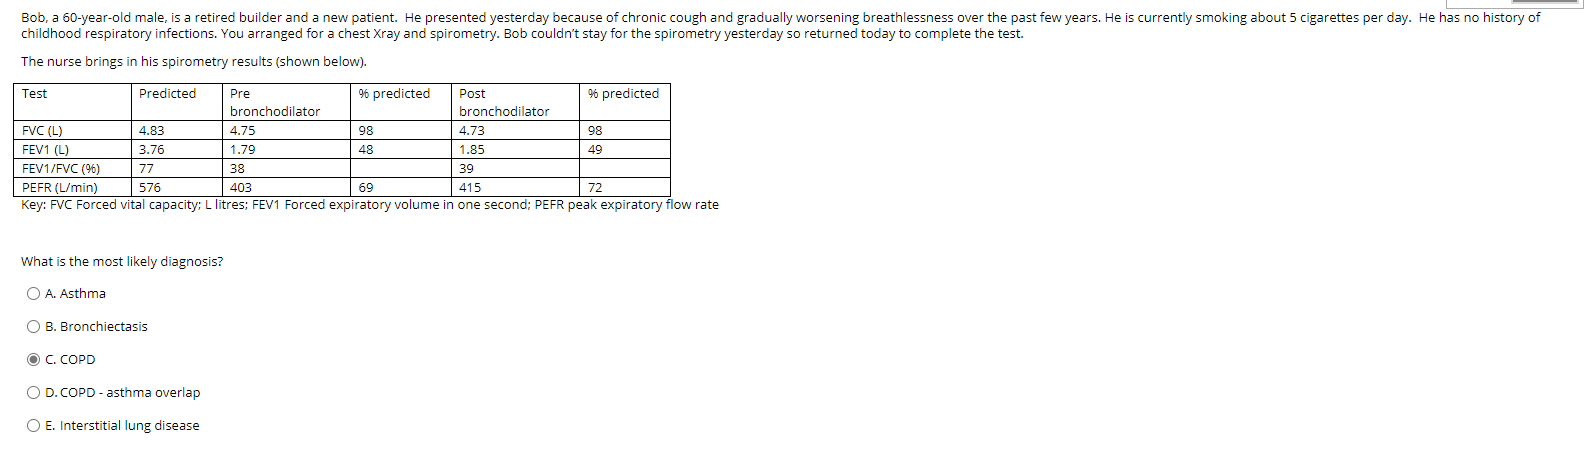 Bob, a 60-year-old male, is a retired builder and a new patient.  He presented yesterday because of chronic cough and gradually worsening breathlessness over the past few years. He is currently smoking about 5 cigarettes per day.  He has no history of
childhood respiratory infections. You arranged for a chest Xray and spirometry. Bob couldn't stay for the spirometry yesterday so returned today to complete the test.
The nurse brings in his spirometry results (shown below).
Test Predicted Pre bronchodilator % predicted Post bronchodilator % predicted
FVC (L) 4.83 4.75 98 4.73 98
FEV1 (L) 3.76 1.79 48 1.85 49
FEV1/FVC (%) 77 38 39
PEFR (L/min) 576 403 69 415 72
Key: FVC Forced vital capacity; L litres; FEV1 Forced expiratory volume in one second; PEFR peak expiratory flow rate
What is the most likely diagnosis?
A. Asthma
B. Bronchiectasis
C. COPD
D. COPD - asthma overlap
E. Interstitial lung disease